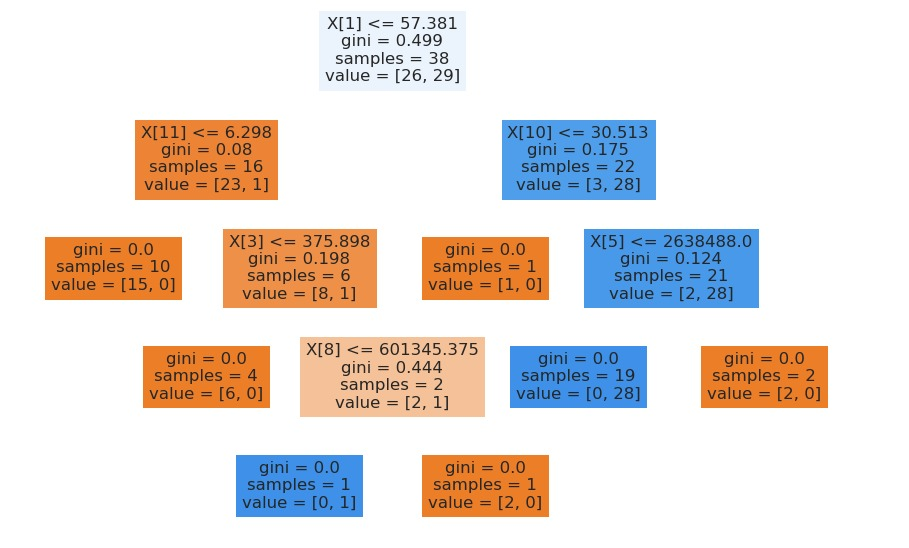 X[1] <= 57.381
gini = 0.499
samples = 38
value = [26, 29]
X[11] <= 6.298
gini = 0.08
samples = 16
value = [23, 1]
X[10] <= 30.513
gini = 0.175
samples = 22
value = [3, 28]
gini = 0.0
samples = 10
value = [15, 0]
X[3] <= 375.898
gini = 0.198
samples = 6
value = [8, 1]
gini = 0.0
samples = 1
value = [1, 0]
X[5] <= 2638488.0
gini = 0.124
samples = 21
value = [2, 28]
gini = 0.0
samples = 4
value = [6, 0]
X[8] <= 601345.375
gini = 0.444
samples = 2
value = [2, 1]
gini = 0.0
samples = 19
value = [0, 28]
gini = 0.0
samples = 2
value = [2, 0]
gini = 0.0
samples = 1
value = [0, 1]
gini = 0.0
samples = 1
value = [2, 0]